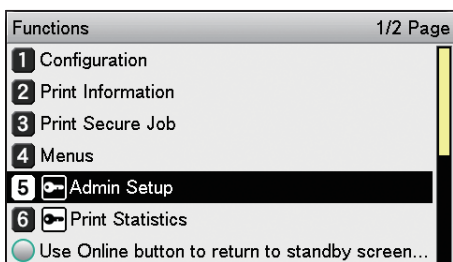 Functions 1/2 Page
1 Configuration
2 Print Information
3 Print Secure Job
4 Menus
5 Admin Setup
6 Print Statistics
Use Online button to return to standby screen...